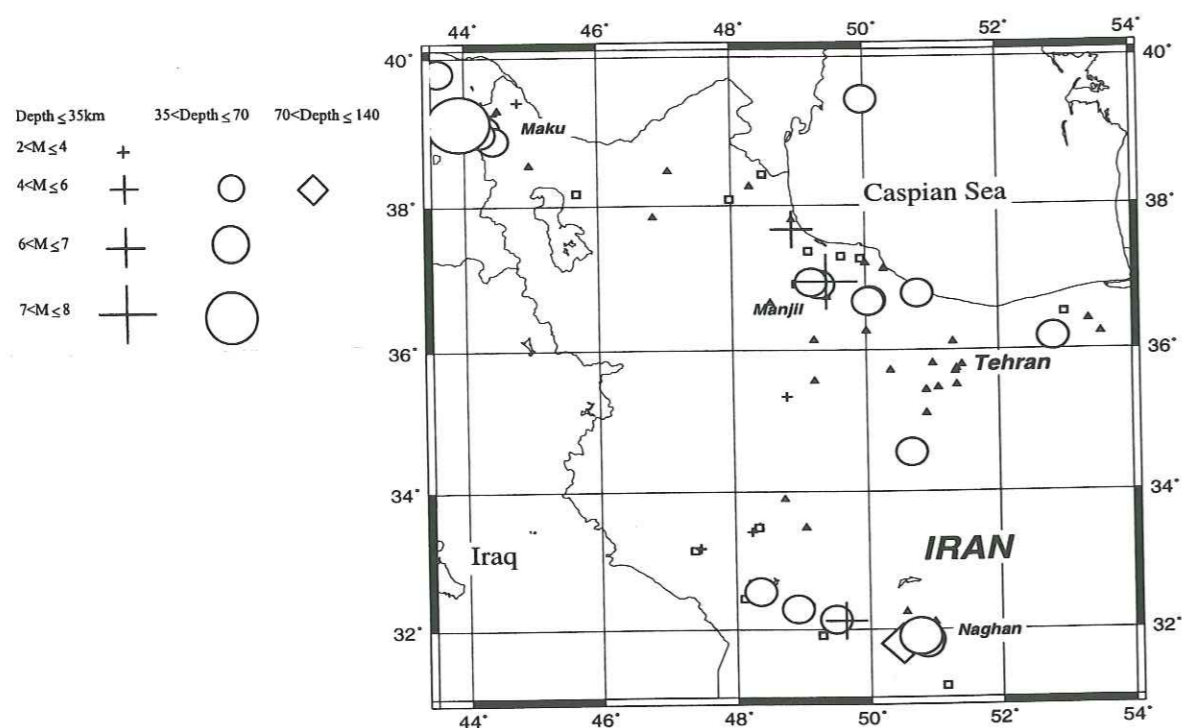 44° 46° 48° 50° 52° 54°
40° 40°
Depth ≤ 35km 35<Depth ≤ 70 70<Depth ≤ 140
Maku
2<M ≤ 4
4<M ≤ 6
Caspian Sea
38° 38°
6<M ≤ 7
7<M ≤ 8
Manjil
36° 36°
Tehran
34° 34°
IRAN
Iraq
Naghan
32° 32°
44° 46° 48° 50° 52° 54°